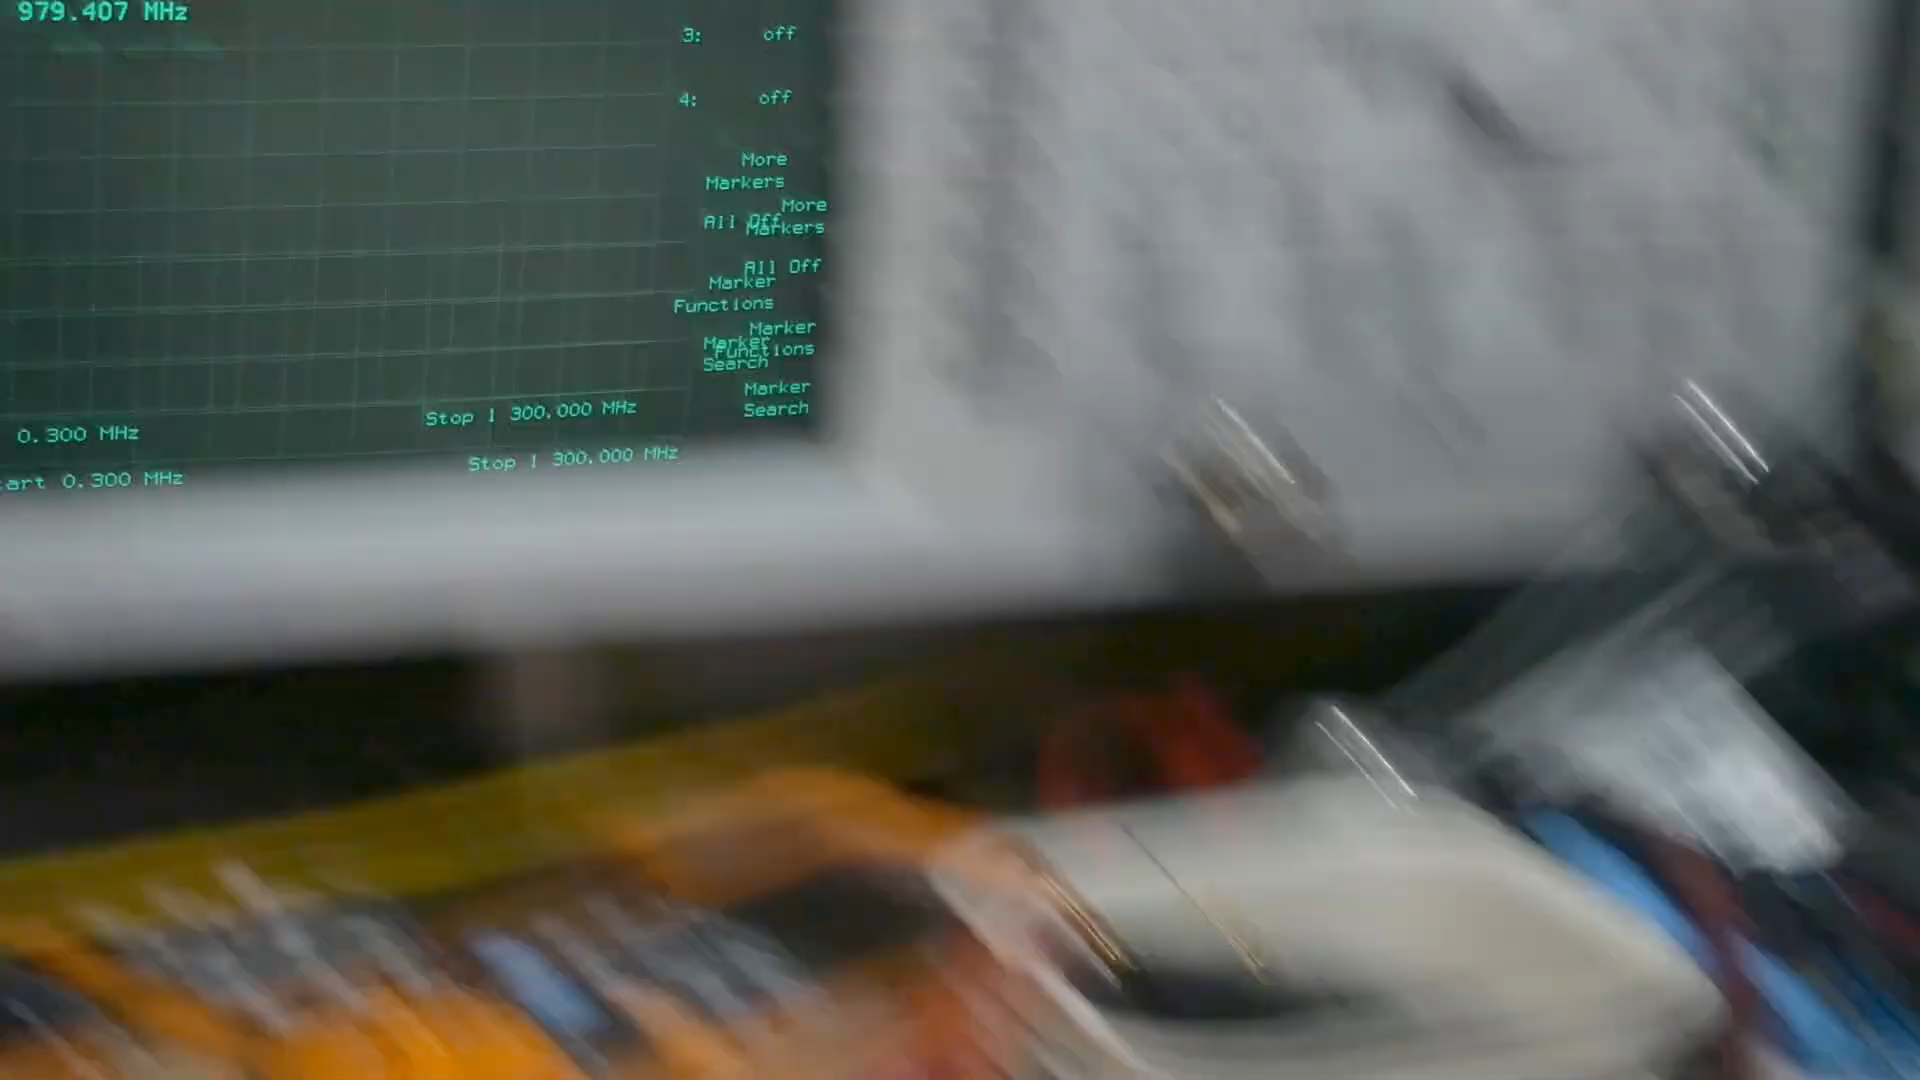 979.407 MHz
3: off
4: off
More
Markers
More
Markers
All Off
All Off
Marker
Functions
Marker
Functions
Marker
Search
Marker
Search
0.300 MHz
Stop 1 300.000 MHz
art 0.300 MHz
Stop 1 300.000 MHz